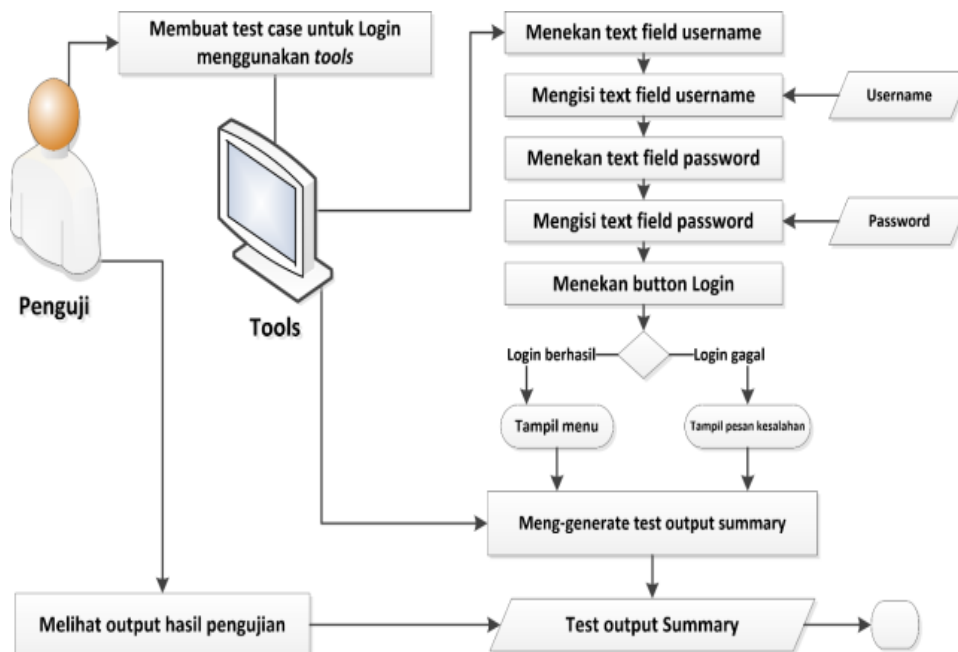 Membuat test case untuk Login
menggunakan tools
Menekan text field username
Mengisi text field username
Username
Menekan text field password
Mengisi text field password
Password
Menekan button Login
Penguji
Tools
Login berhasil
Login gagal
Tampil menu
Tampil pesan kesalahan
Meng-generate test output summary
Melihat output hasil pengujian
Test output Summary